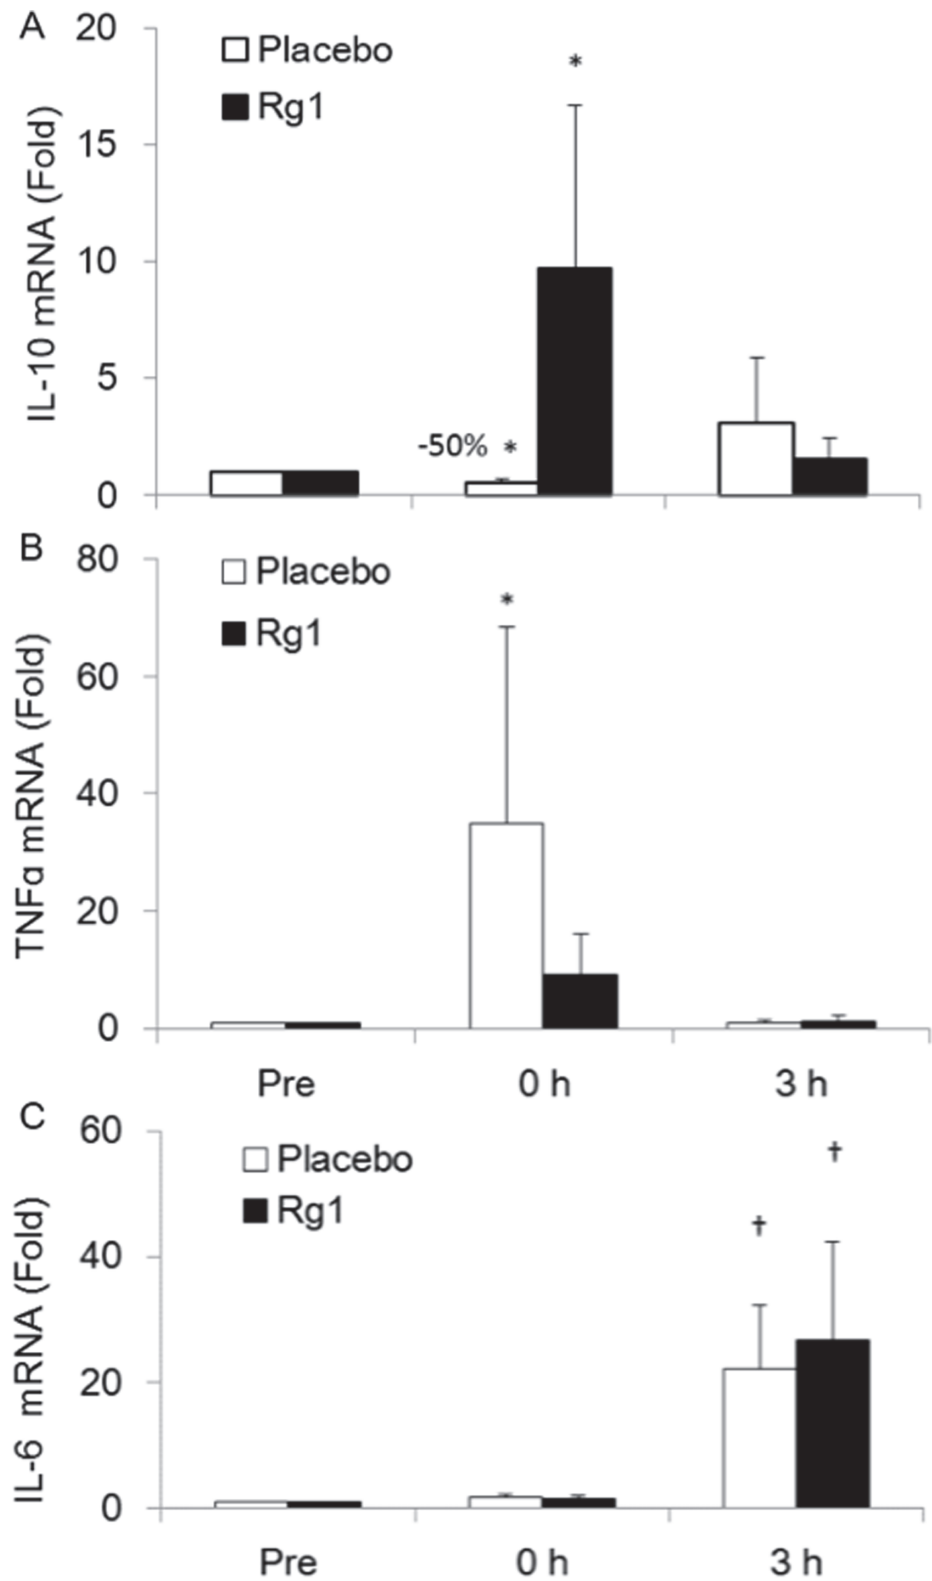 A
20
Placebo
*
Rg1
15
IL-10 mRNA (Fold)
10
5
-50% *
0
B
80
Placebo
*
Rg1
60
TNFα mRNA (Fold)
40
20
0
Pre 0 h 3 h
C
60
Placebo
†
Rg1
†
40
IL-6 mRNA (Fold)
20
0
Pre 0 h 3 h